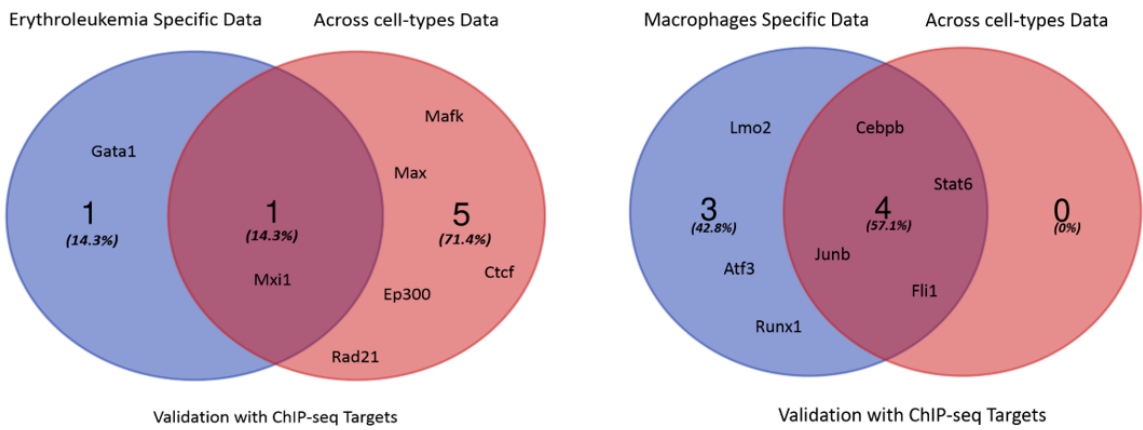 Erythroleukemia Specific Data
Across cell-types Data
Mafk
Gata1
Max
1
(14.3%)
1
(14.3%)
5
(71.4%)
Mxi1
Ctcf
Ep300
Rad21
Validation with ChIP-seq Targets
Macrophages Specific Data
Across cell-types Data
Lmo2
Cebpb
Stat6
3
(42.8%)
4
(57.1%)
0
(0%)
Junb
Atf3
Fli1
Runx1
Validation with ChIP-seq Targets